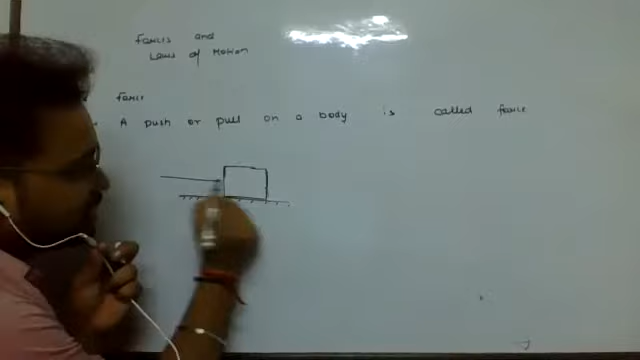 Forces and
Laws of Motion
Force
A push or pull on a body is called force